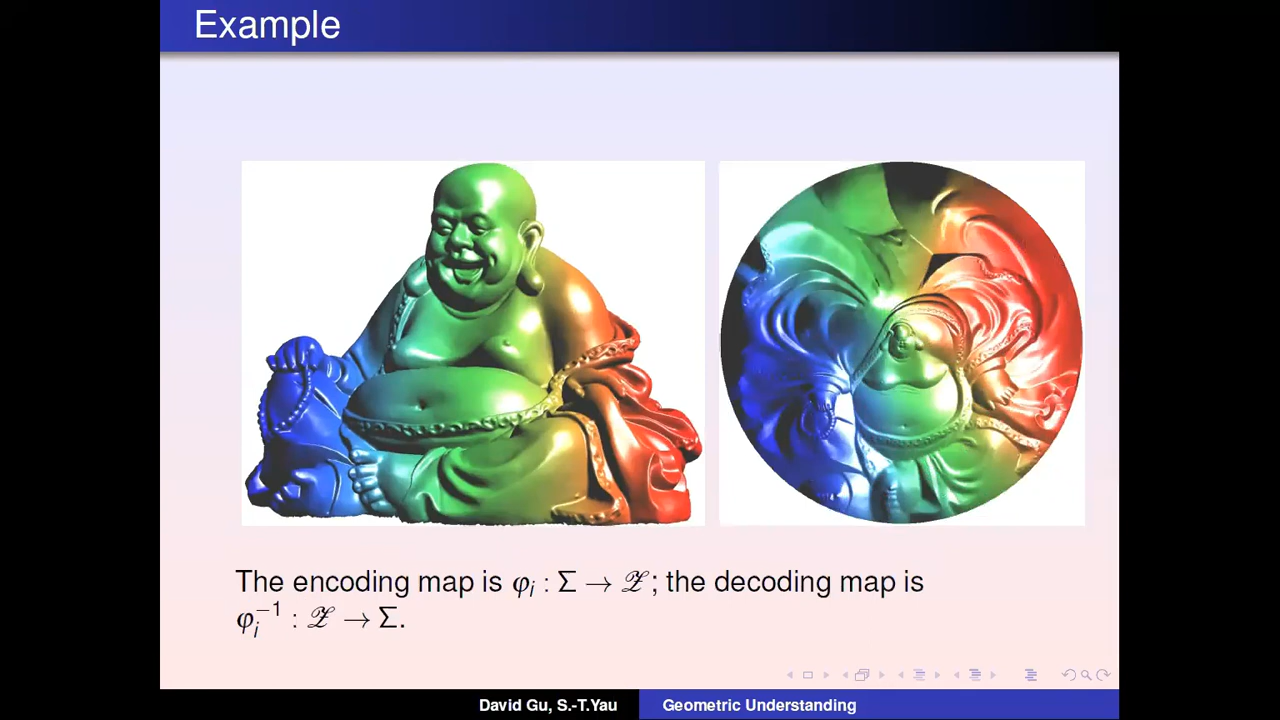 Example
The encoding map is φᵢ : Σ → 𝒵; the decoding map is
φᵢ⁻¹ : 𝒵 → Σ.
David Gu, S.-T.Yau
Geometric Understanding